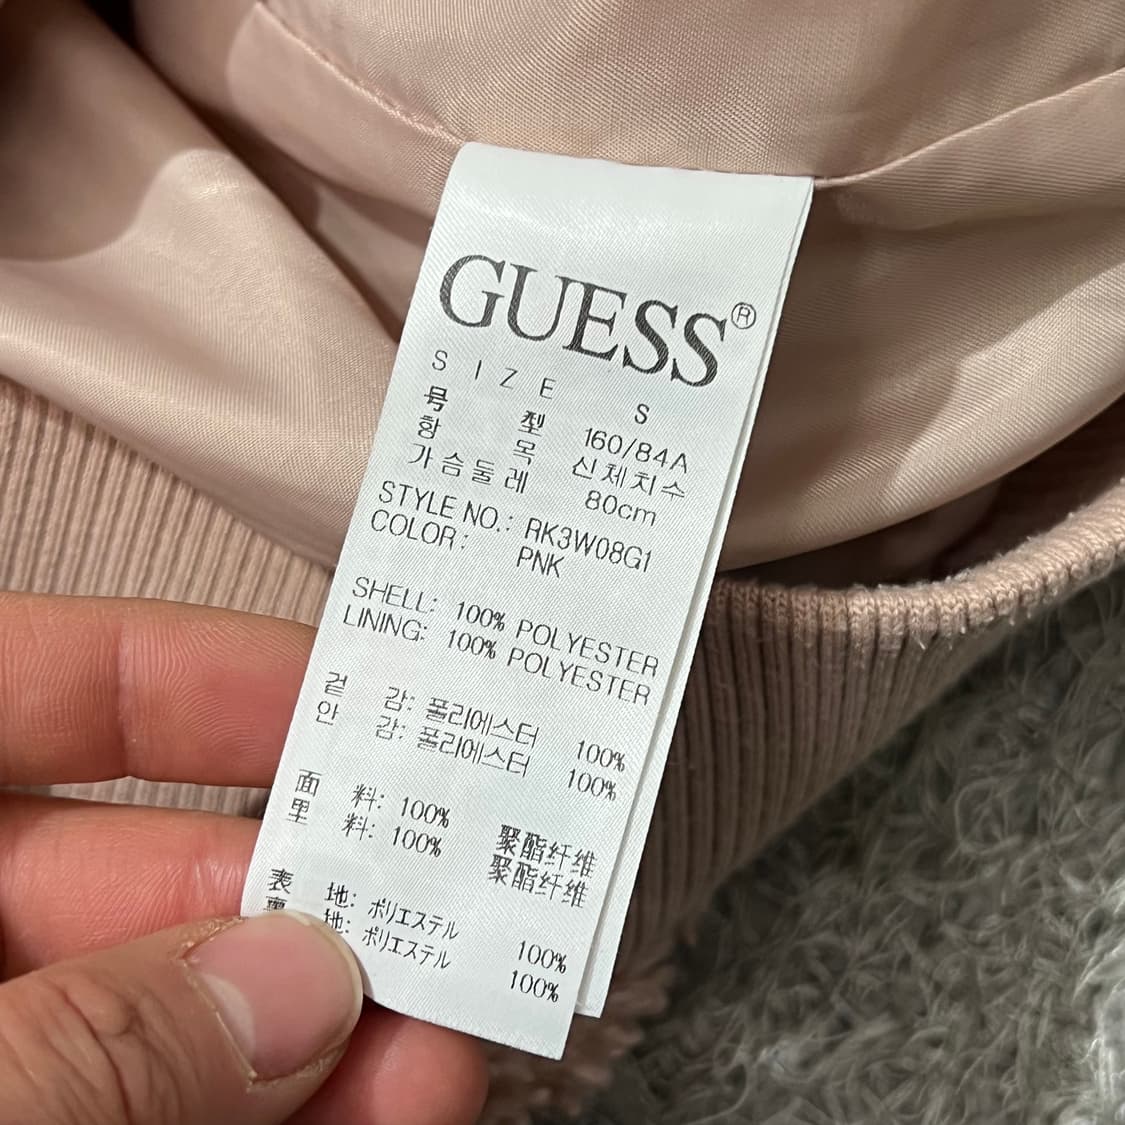 GUESS®
SIZE S
号型 160/84A
항목 신체치수
가슴둘레 80cm
STYLE NO.: RK3W08G1
COLOR: PNK
SHELL: 100% POLYESTER
LINING: 100% POLYESTER
겉감: 폴리에스터 100%
안감: 폴리에스터 100%
面料: 100% 聚酯纤维
里料: 100% 聚酯纤维
表地: ポリエステル 100%
裏地: ポリエステル 100%